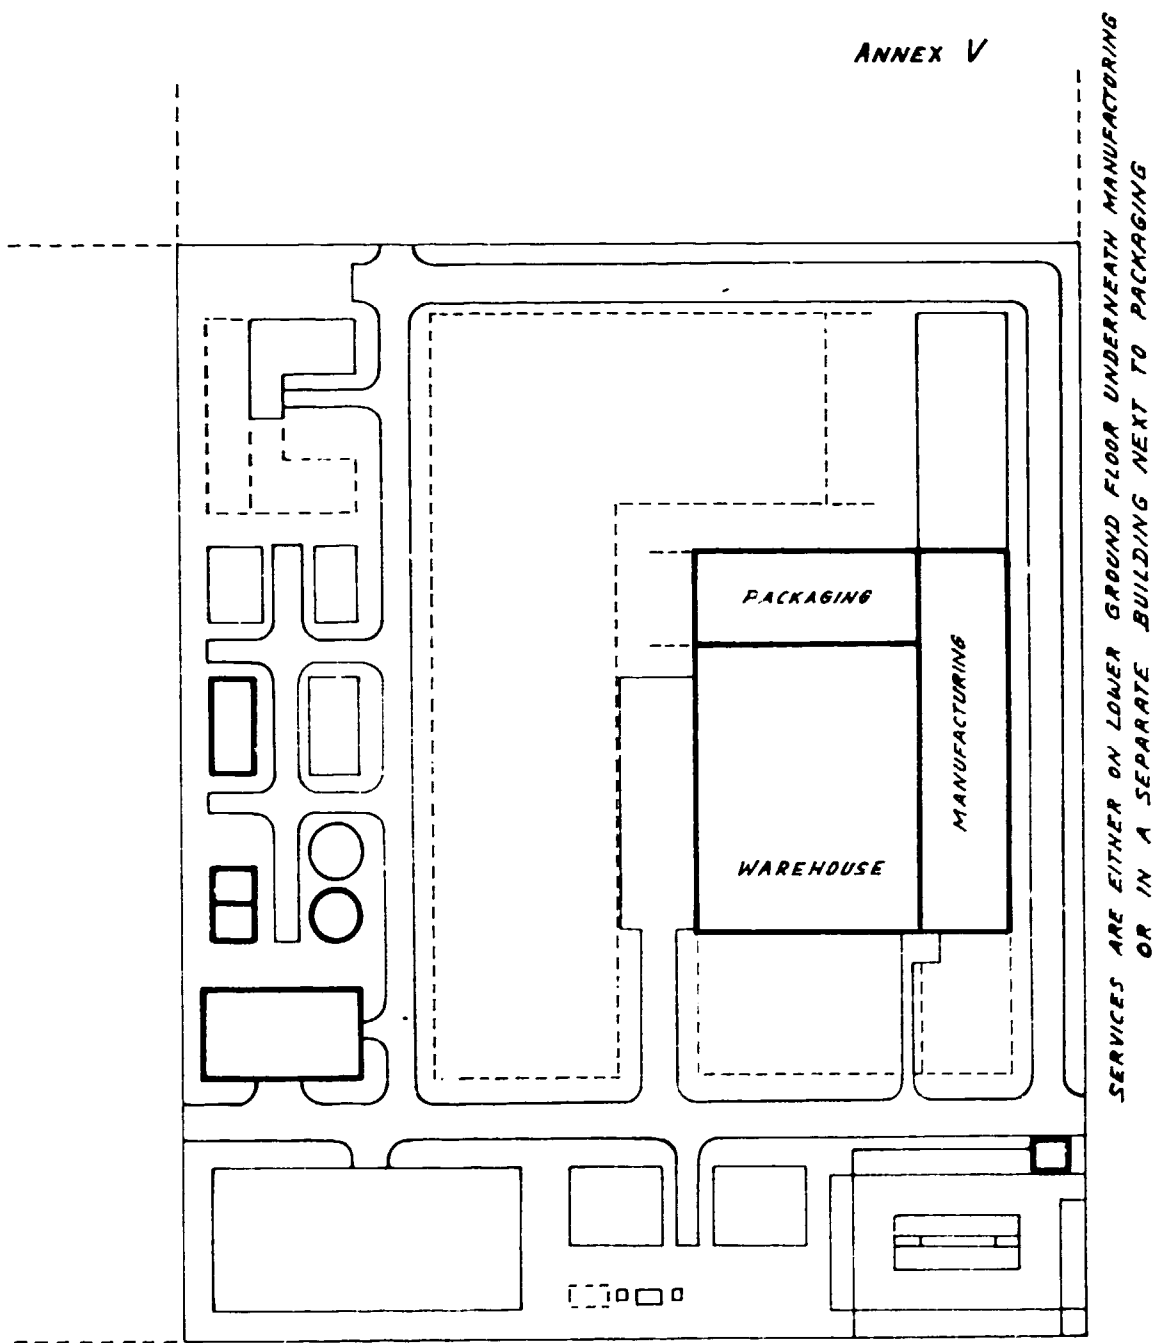 ANNEX V
PACKAGING
MANUFACTURING
WAREHOUSE
SERVICES ARE EITHER ON LOWER GROUND FLOOR UNDERNEATH MANUFACTORING
OR IN A SEPARATE BUILDING NEXT TO PACKAGING